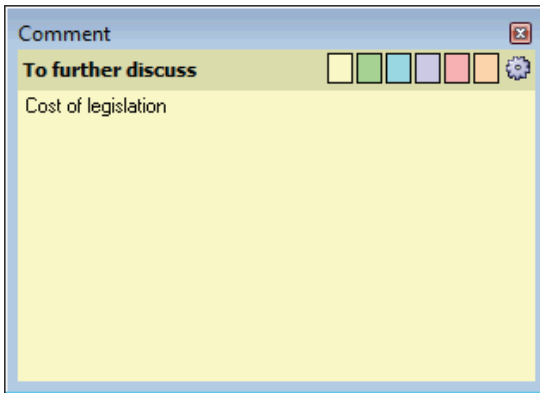 Comment
To further discuss
Cost of legislation